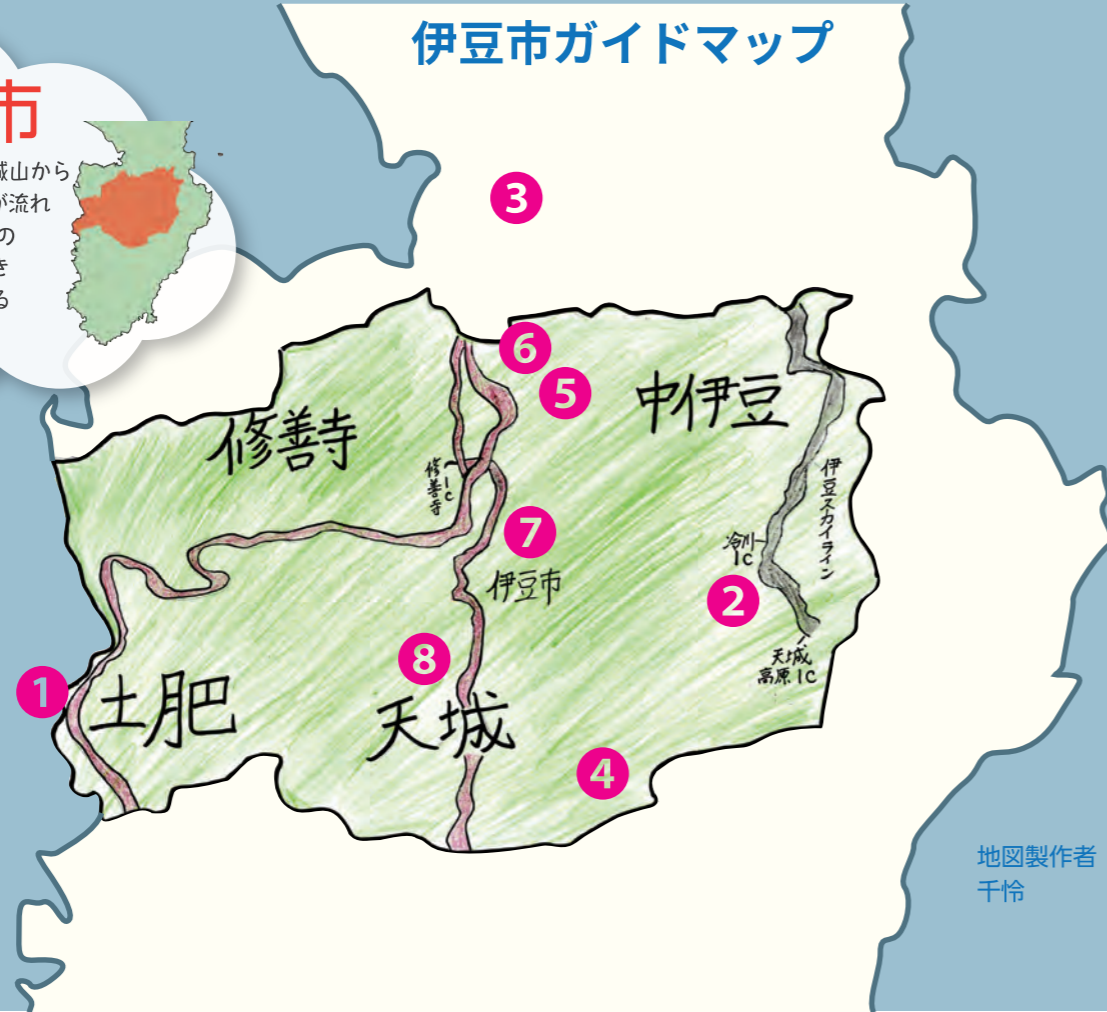 伊豆市ガイドマップ
市
城山から
が流れ
の
き
る
3
6
5
中伊豆
修善寺
修善寺IC
伊豆スカイライン
7
冷川
IC
伊豆市
2
8
天城
高原IC
1
土肥
天城
4
地図製作者
千怜